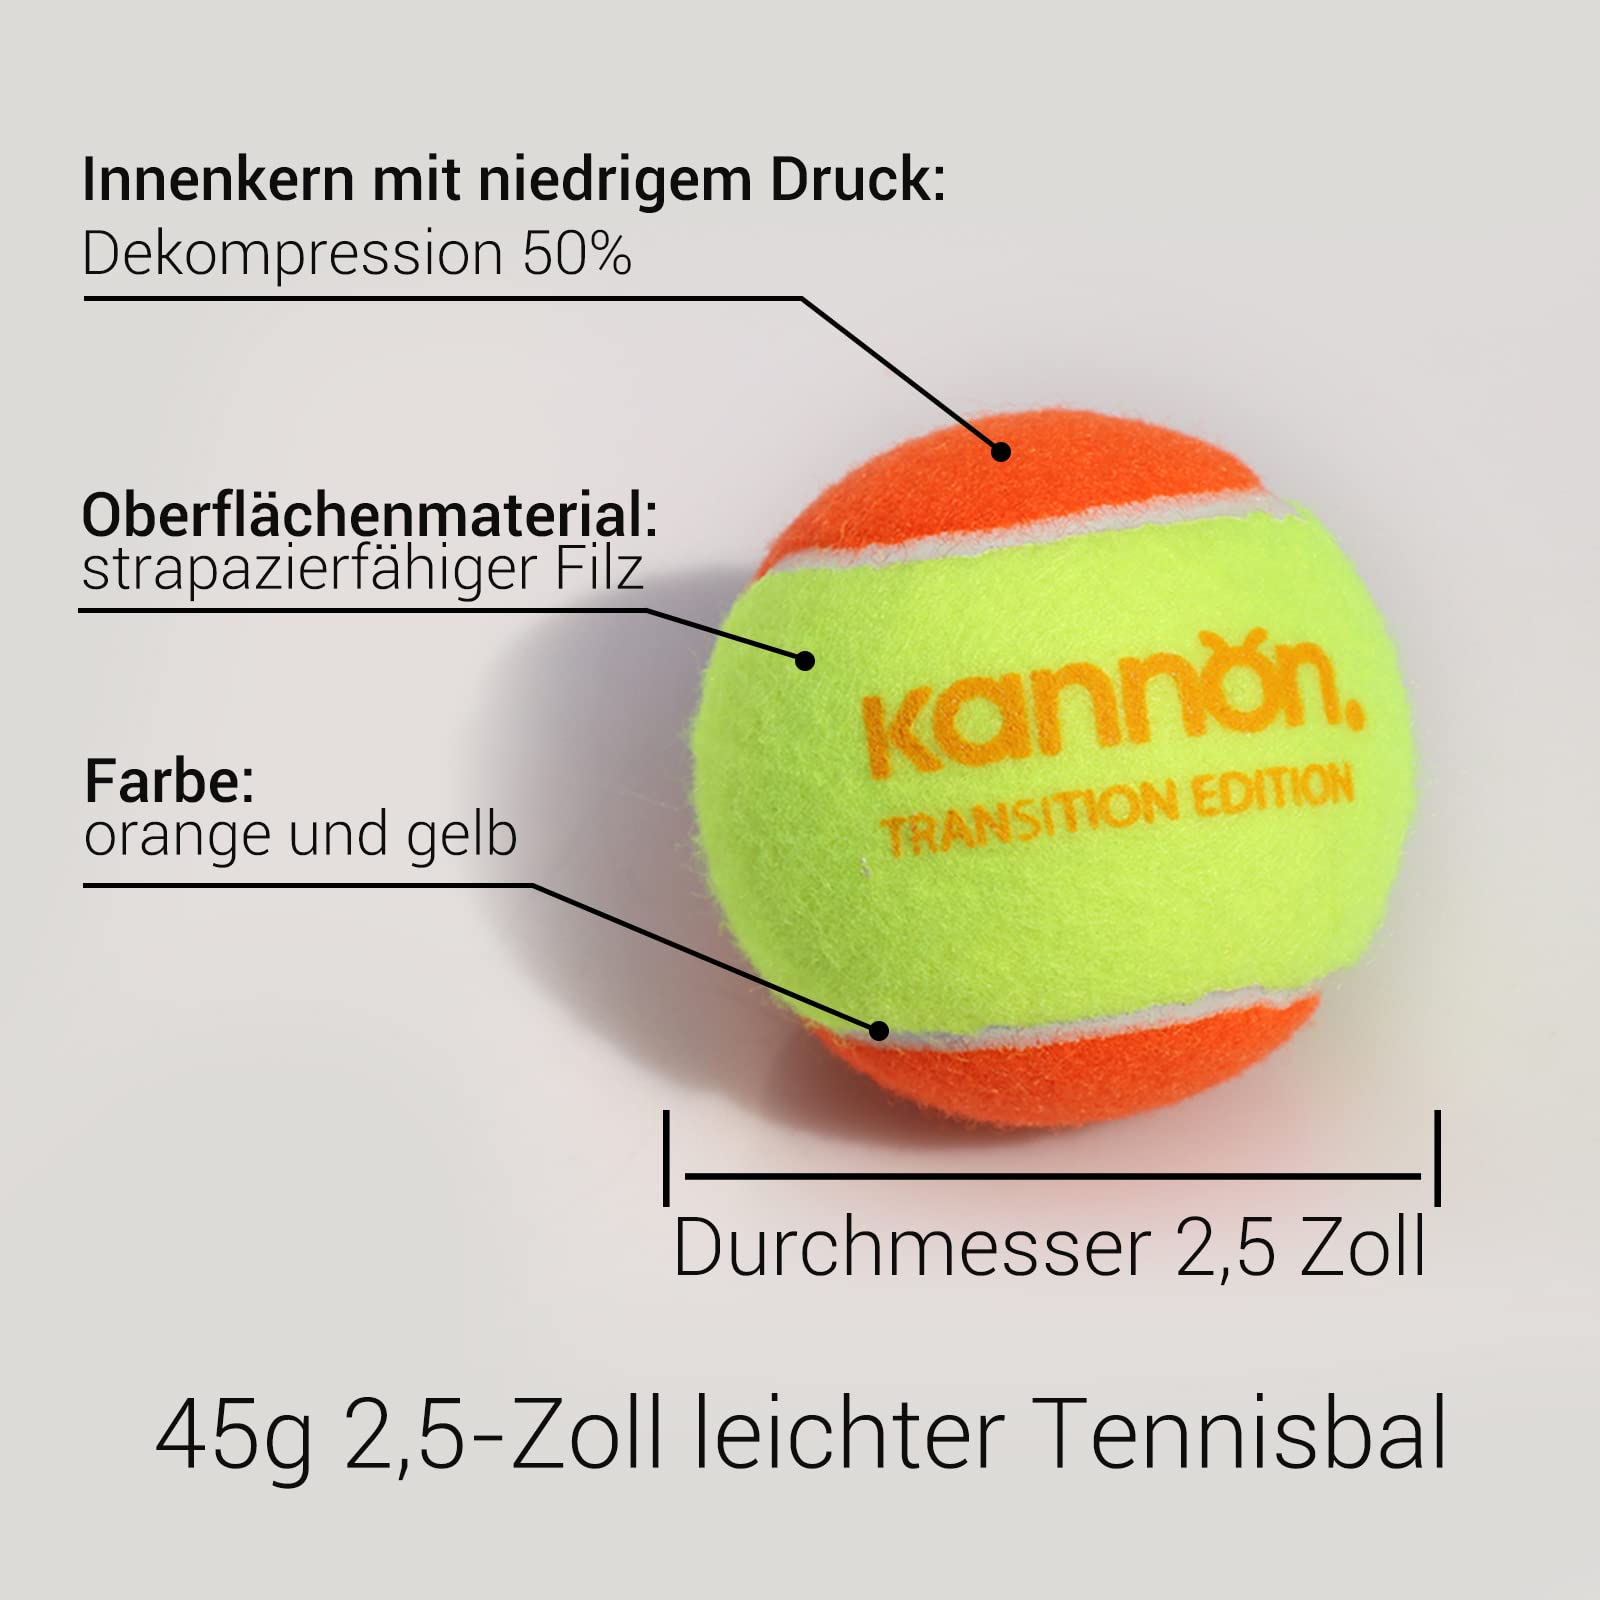 Innenkern mit niedrigem Druck:
Dekompression 50%
Oberflächenmaterial:
strapazierfähiger Filz
Farbe:
orange und gelb
kannon.
TRANSITION EDITION
Durchmesser 2,5 Zoll
45g 2,5-Zoll leichter Tennisbal